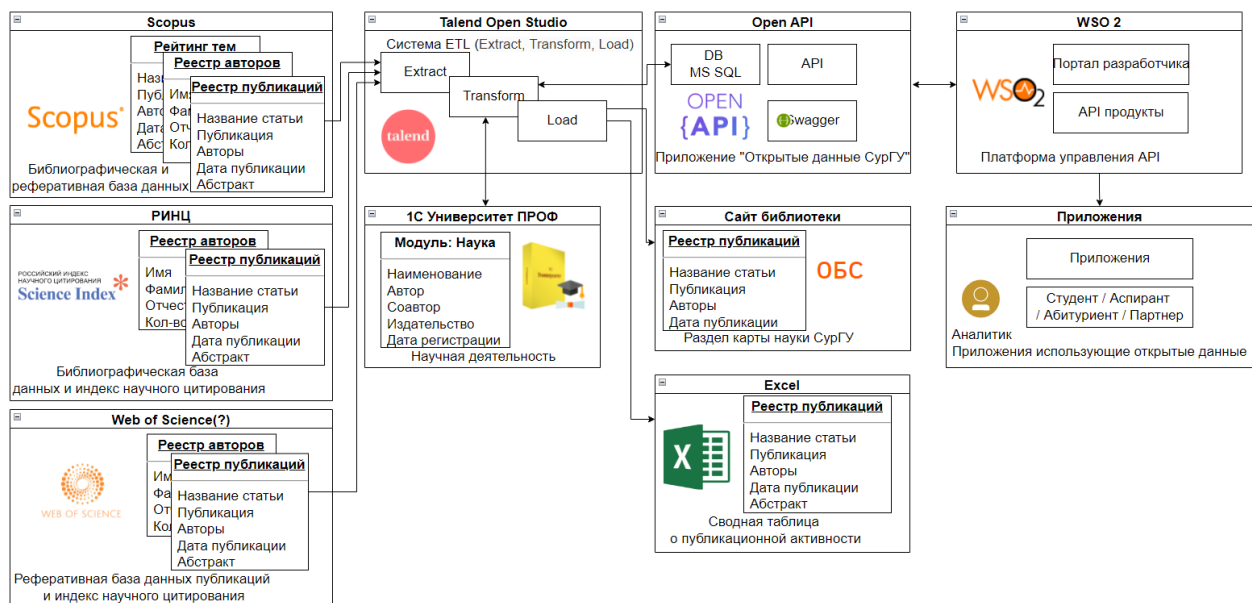 Scopus
Рейтинг тем
Реестр авторов
Реестр публикаций
Название статьи
Публикация
Авторы
Дата публикации
Абстракт
Scopus
Библиографическая и
реферативная база данных
РИНЦ
Реестр авторов
Имя
Реестр публикаций
Название статьи
Публикация
Авторы
Дата публикации
Абстракт
РОССИЙСКИЙ ИНДЕКС
НАУЧНОГО ЦИТИРОВАНИЯ
Science Index
Библиографическая база
данных и индекс научного цитирования
Web of Science(?)
Реестр авторов
Реестр публикаций
Название статьи
Публикация
Авторы
Дата публикации
Абстракт
WEB OF SCIENCE
Реферативная база данных публикаций
и индекс научного цитирования
Talend Open Studio
Система ETL (Extract, Transform, Load)
Extract
Transform
Load
talend
1С Университет ПРОФ
Модуль: Наука
Наименование
Автор
Соавтор
Издательство
Дата регистрации
Научная деятельность
Open API
DB
MS SQL
API
OPEN
{API}
Swagger
Приложение "Открытые данные СурГУ"
Сайт библиотеки
Реестр публикаций
Название статьи
Публикация
Авторы
Дата публикации
ОБС
Раздел карты науки СурГУ
Excel
Реестр публикаций
Название статьи
Публикация
Авторы
Дата публикации
Абстракт
X
Сводная таблица
о публикационной активности
WSO 2
WSO2
Портал разработчика
API продукты
Платформа управления API
Приложения
Приложения
Студент / Аспирант
/ Абитуриент / Партнер
Аналитик
Приложения использующие открытые данные